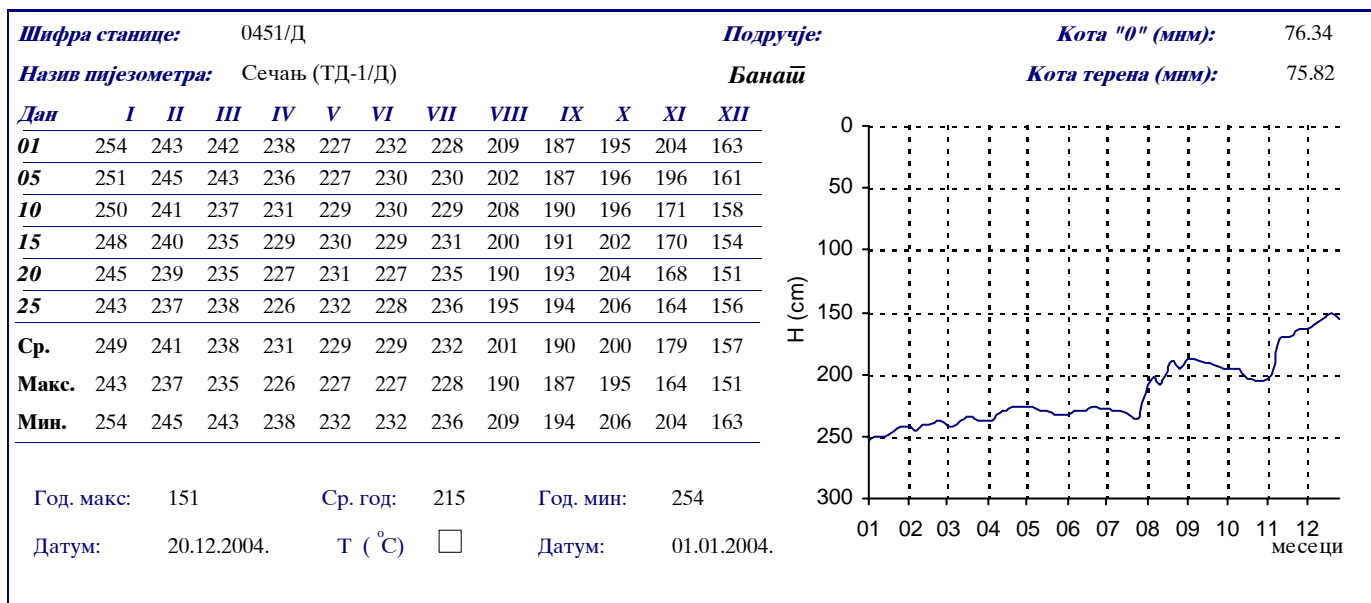 Шифра станице: 0451/Д Подручје: Кота "0" (мнм): 76.34
Назив пијезометра: Сечањ (ТД-1/Д) Банат Кота терена (мнм): 75.82
Дан I II III IV V VI VII VIII IX X XI XII
01 254 243 242 238 227 232 228 209 187 195 204 163
05 251 245 243 236 227 230 230 202 187 196 196 161
10 250 241 237 231 229 230 229 208 190 196 171 158
15 248 240 235 229 230 229 231 200 191 202 170 154
20 245 239 235 227 231 227 235 190 193 204 168 151
25 243 237 238 226 232 228 236 195 194 206 164 156
Ср. 249 241 238 231 229 229 232 201 190 200 179 157
Макс. 243 237 235 226 227 227 228 190 187 195 164 151
Мин. 254 245 243 238 232 232 236 209 194 206 204 163
Год. макс: 151 Ср. год: 215 Год. мин: 254
Датум: 20.12.2004. Т ( °C) Датум: 01.01.2004.
H (cm)
0
50
100
150
200
250
300
01 02 03 04 05 06 07 08 09 10 11 12
месеци